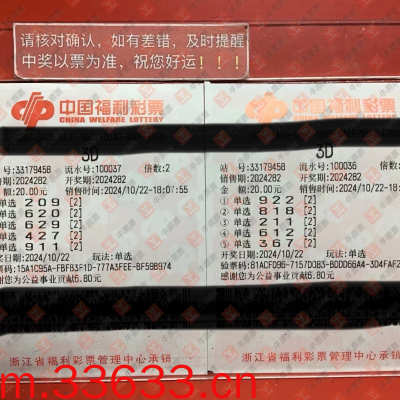 请核对确认,如有差错,及时提醒
中奖以票为准,祝您好运!!!
中国福利彩票
CHINA WELFARE LOTTERY
3D
站号:33179458 流水号:100037 倍数:2
销售期:2024282 开奖期:2024282
金额:20.00元 销售时间:2024/10/22-18:07:55
单选 209 [2]
单选 620 [2]
单选 629 [2]
单选 427 [2]
单选 911 [2]
开奖日期:2024/10/22 玩法:单选
验票码:15A1C95A-FBF83F1D-777A3FEE-BF59B974
感谢您为公益事业贡献6.80元
浙江省福利彩票管理中心承销
中国福利彩票
CHINA WELFARE LOTTERY
3D
站号:33179458 流水号:100036 倍数:2
销售期:2024282 开奖期:2024282
金额:20.00元 销售时间:2024/10/22-18:0
① 单选 922 [2]
② 单选 818 [2]
③ 单选 211 [2]
④ 单选 612 [2]
⑤ 单选 367 [2]
开奖日期:2024/10/22 玩法:单选
感谢您为公益事业贡献6.80元
浙江省福利彩票管理中心承销
m.33633.cn